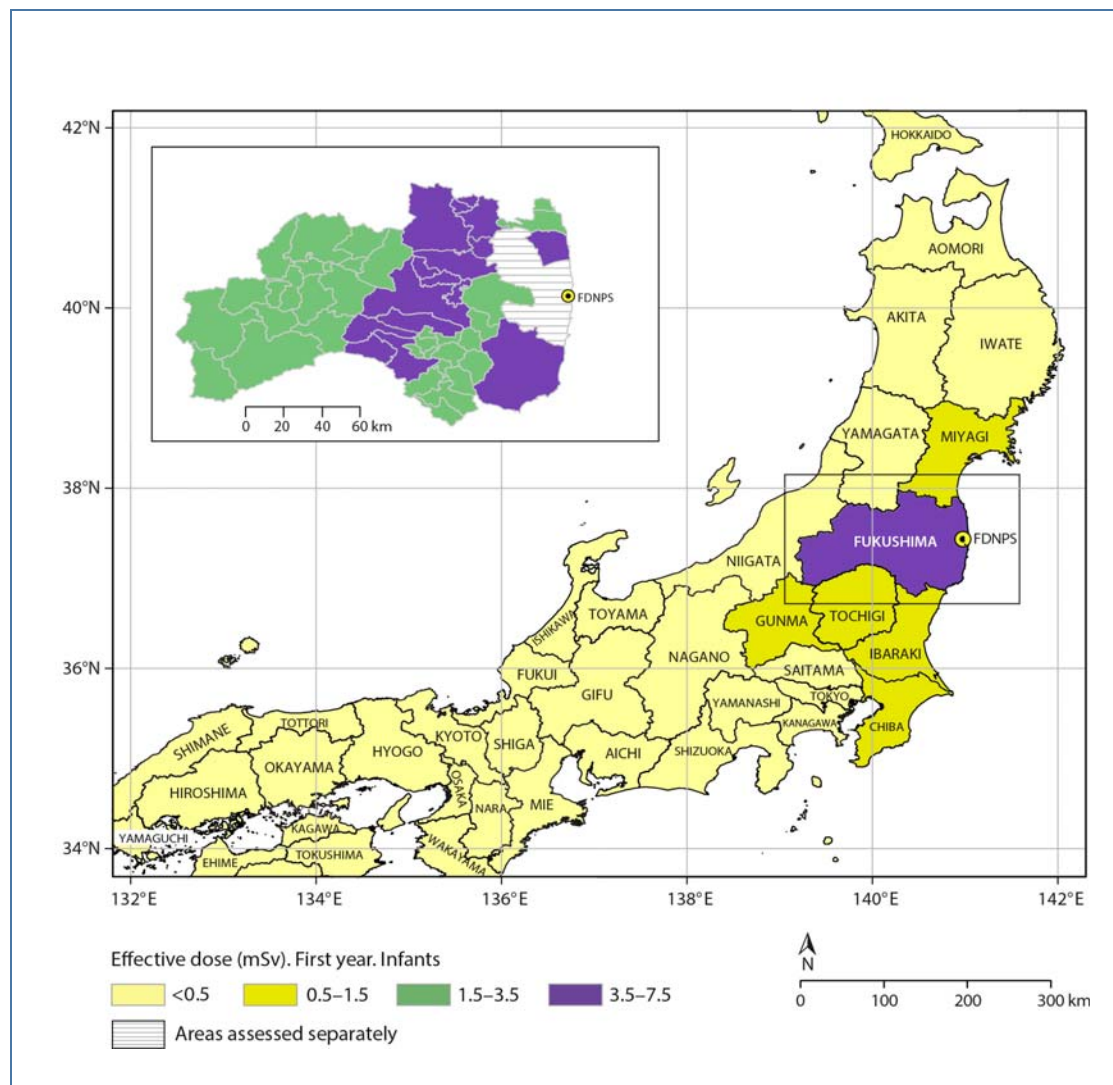 42°N
40°N
38°N
36°N
34°N
132°E
134°E
136°E
138°E
140°E
142°E
FDNPS
0 20 40 60 km
HOKKAIDO
AOMORI
AKITA
IWATE
YAMAGATA
MIYAGI
FUKUSHIMA
FDNPS
NIIGATA
GUNMA
TOCHIGI
IBARAKI
ISHIKAWA
TOYAMA
NAGANO
SAITAMA
FUKUI
GIFU
YAMANASHI
TOKYO
KANAGAWA
CHIBA
SHIMANE
TOTTORI
HYOGO
KYOTO
SHIGA
AICHI
SHIZUOKA
HIROSHIMA
OKAYAMA
OSAKA
NARA
MIE
YAMAGUCHI
KAGAWA
EHIME
TOKUSHIMA
WAKAYAMA
Effective dose (mSv). First year. Infants
<0.5
0.5–1.5
1.5–3.5
3.5–7.5
Areas assessed separately
N
0 100 200 300 km